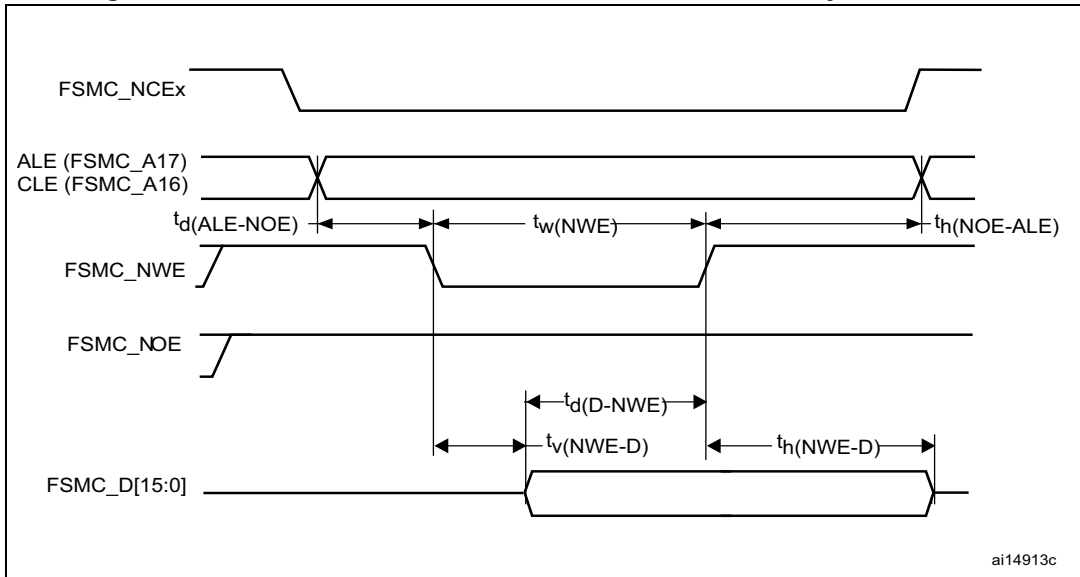 FSMC_NCEx
ALE (FSMC_A17)
CLE (FSMC_A16)
td(ALE-NOE)
tw(NWE)
th(NOE-ALE)
FSMC_NWE
FSMC_NOE
td(D-NWE)
tv(NWE-D)
th(NWE-D)
FSMC_D[15:0]
ai14913c